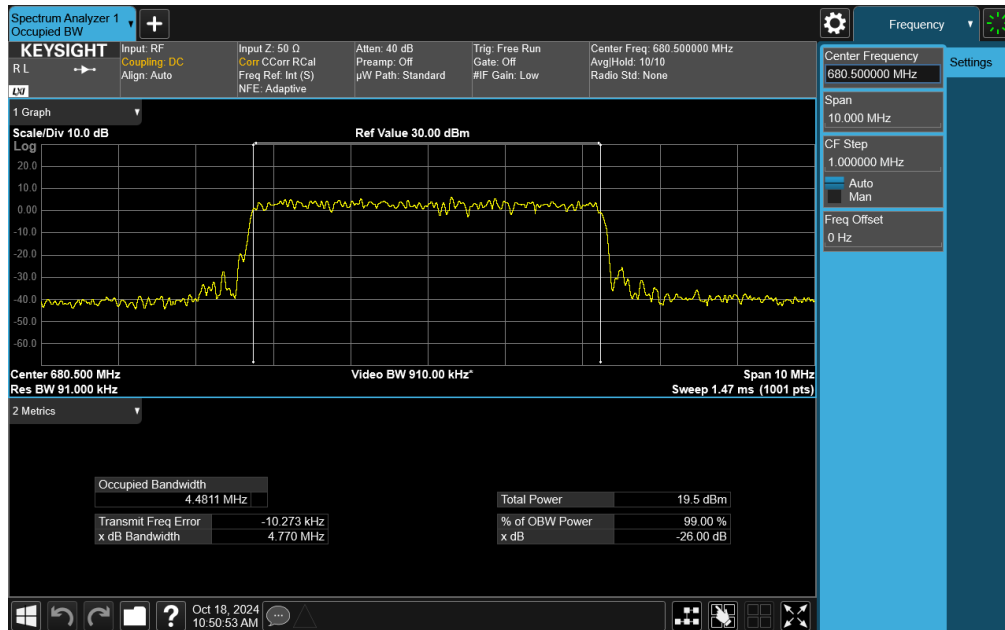 Spectrum Analyzer 1
Occupied BW
Frequency
KEYSIGHT
R L
LXI
Input: RF
Coupling: DC
Align: Auto
Input Z: 50 Ω
Corr CCorr RCal
Freq Ref: Int (S)
NFE: Adaptive
Atten: 40 dB
Preamp: Off
µW Path: Standard
Trig: Free Run
Gate: Off
#IF Gain: Low
Center Freq: 680.500000 MHz
Avg|Hold: 10/10
Radio Std: None
Center Frequency
680.500000 MHz
Settings
Span
10.000 MHz
CF Step
1.000000 MHz
Auto
Man
Freq Offset
0 Hz
1 Graph
Scale/Div 10.0 dB
Ref Value 30.00 dBm
Log
20.0
10.0
0.00
-10.0
-20.0
-30.0
-40.0
-50.0
-60.0
Center 680.500 MHz
Video BW 910.00 kHz*
Span 10 MHz
Res BW 91.000 kHz
Sweep 1.47 ms (1001 pts)
2 Metrics
Occupied Bandwidth
4.4811 MHz
Total Power 19.5 dBm
Transmit Freq Error -10.273 kHz
% of OBW Power 99.00 %
x dB Bandwidth 4.770 MHz
x dB -26.00 dB
?
Oct 18, 2024
10:50:53 AM